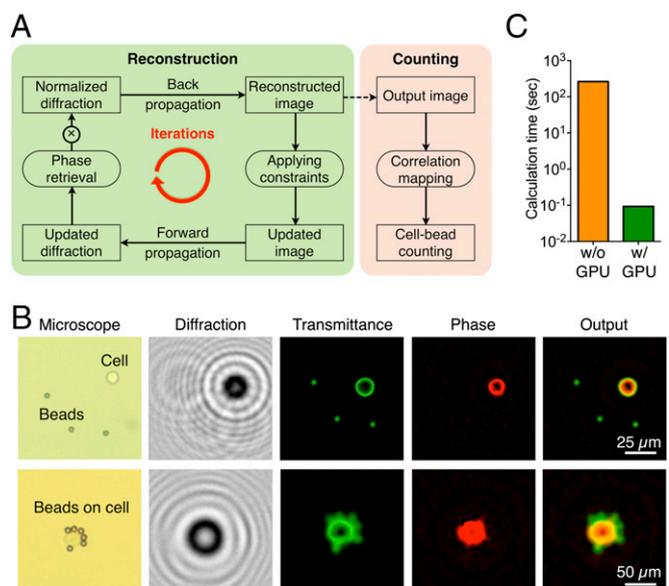 A
Reconstruction
Counting
Normalized
diffraction
Back
propagation
Reconstructed
image
Output image
Iterations
×
Phase
retrieval
Applying
constraints
Correlation
mapping
Updated
diffraction
Forward
propagation
Updated
image
Cell-bead
counting
C
Calculation time (sec)
10³
10²
10¹
10⁰
10⁻¹
10⁻²
w/o
GPU
w/
GPU
B
Microscope
Diffraction
Transmittance
Phase
Output
Cell
Beads
25 µm
Beads on cell
50 µm